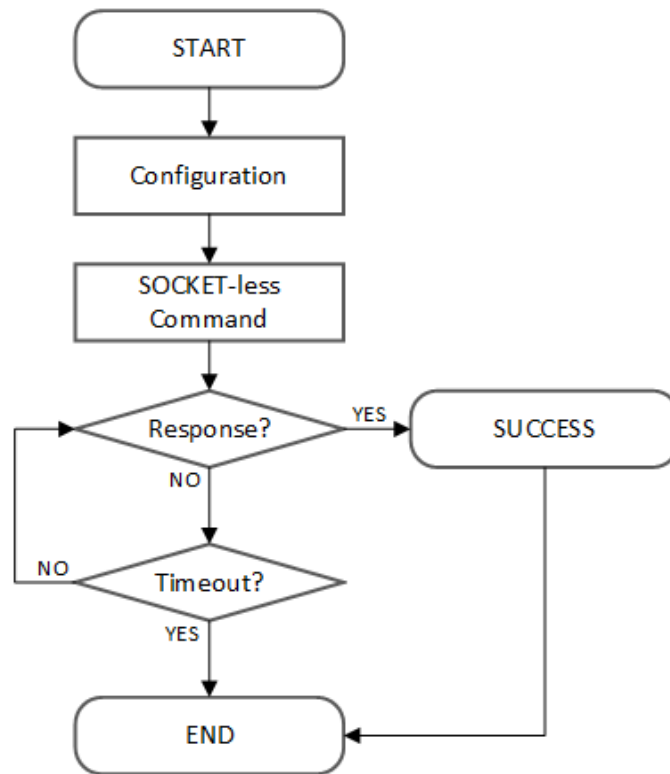 START
Configuration
SOCKET-less
Command
Response?
YES
SUCCESS
NO
NO
Timeout?
YES
END